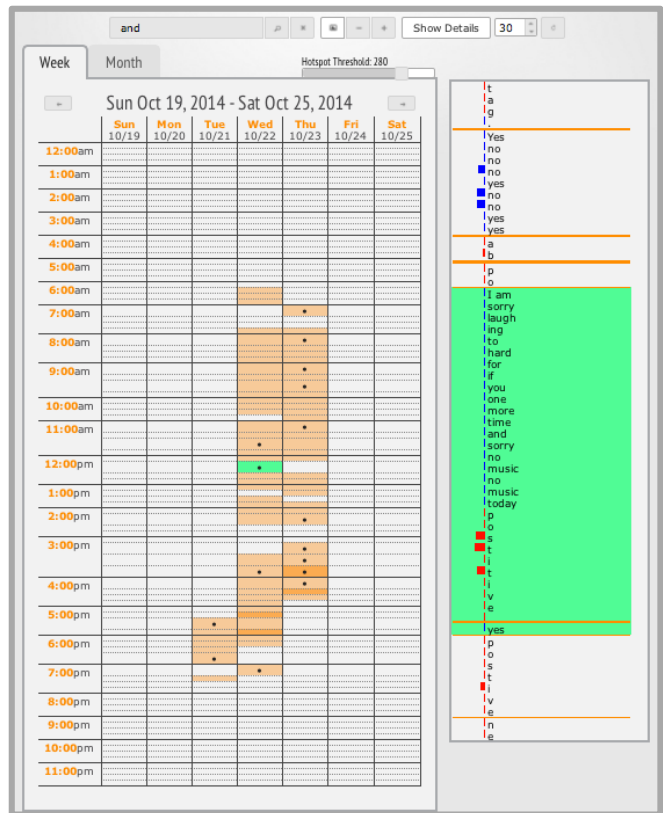 and
Show Details
30
Week
Month
Hotspot Threshold: 280
Sun Oct 19, 2014 - Sat Oct 25, 2014
Sun Mon Tue Wed Thu Fri Sat
10/19 10/20 10/21 10/22 10/23 10/24 10/25
12:00am
1:00am
2:00am
3:00am
4:00am
5:00am
6:00am
7:00am
8:00am
9:00am
10:00am
11:00am
12:00pm
1:00pm
2:00pm
3:00pm
4:00pm
5:00pm
6:00pm
7:00pm
8:00pm
9:00pm
10:00pm
11:00pm
t
a
g
.
Yes
no
no
no
yes
no
no
yes
yes
a
b
p
o
I am
sorry
laugh
ing
to
hard
for
if
you
one
more
time
and
sorry
no
music
no
music
today
p
o
s
t
i
t
i
v
e
yes
p
o
s
t
i
v
e
n
e